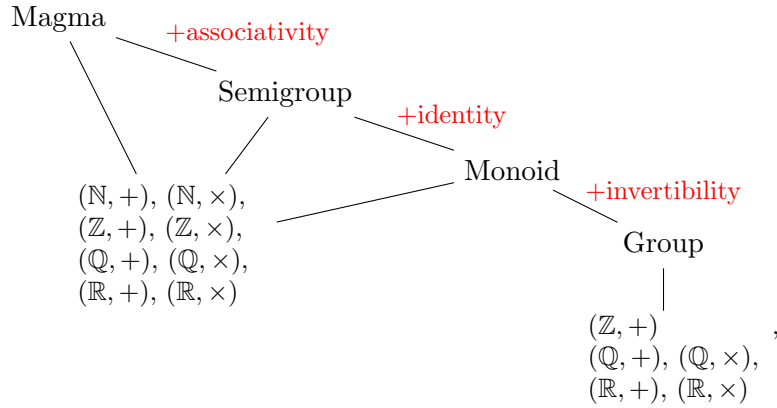 Magma
+associativity
Semigroup
+identity
Monoid
+invertibility
(ℕ, +), (ℕ, ×),
(ℤ, +), (ℤ, ×),
(ℚ, +), (ℚ, ×),
(ℝ, +), (ℝ, ×)
Group
(ℤ, +) ,
(ℚ, +), (ℚ, ×),
(ℝ, +), (ℝ, ×)